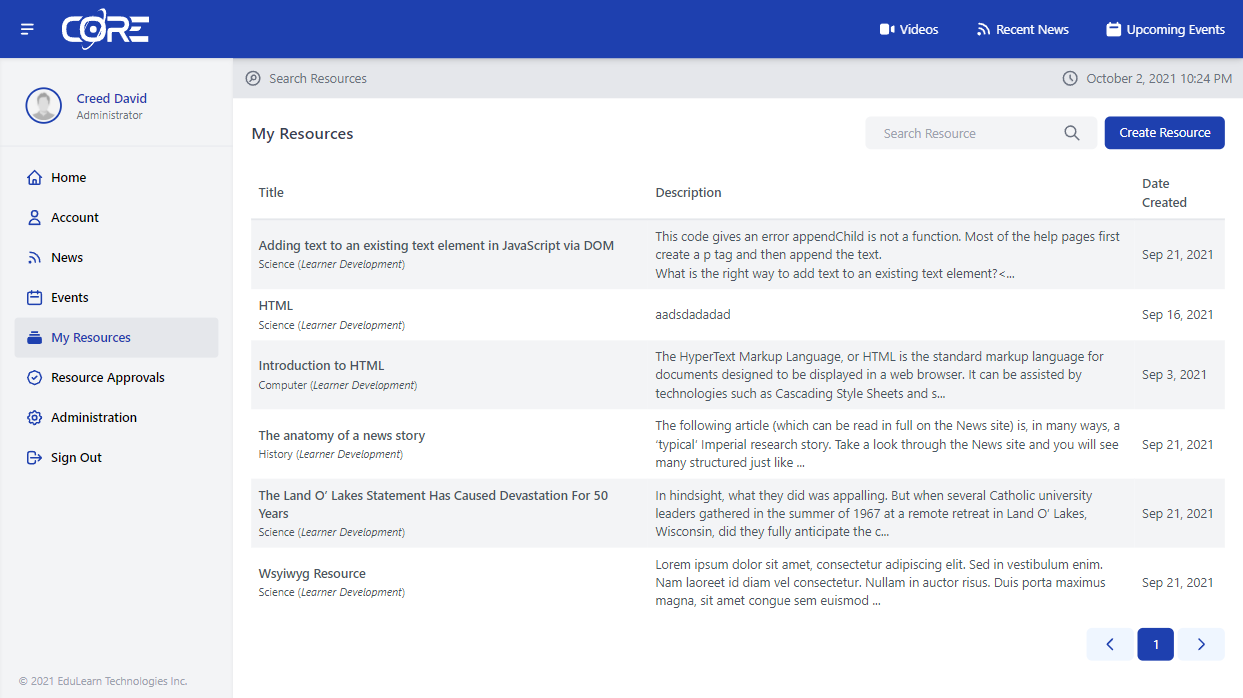 CORE
Videos
Recent News
Upcoming Events
Creed David
Administrator
Search Resources
October 2, 2021 10:24 PM
Home
Account
News
Events
My Resources
Resource Approvals
Administration
Sign Out
© 2021 EduLearn Technologies Inc.
My Resources
Search Resource
Create Resource
Title
Description
Date
Created
Adding text to an existing text element in JavaScript via DOM
Science (Learner Development)
This code gives an error appendChild is not a function. Most of the help pages first
create a p tag and then append the text.
What is the right way to add text to an existing text element?<...
Sep 21, 2021
HTML
Science (Learner Development)
aadsdadadad
Sep 16, 2021
Introduction to HTML
Computer (Learner Development)
The HyperText Markup Language, or HTML is the standard markup language for
documents designed to be displayed in a web browser. It can be assisted by
technologies such as Cascading Style Sheets and s...
Sep 3, 2021
The anatomy of a news story
History (Learner Development)
The following article (which can be read in full on the News site) is, in many ways, a
‘typical’ Imperial research story. Take a look through the News site and you will see
many structured just like ...
Sep 21, 2021
The Land O’ Lakes Statement Has Caused Devastation For 50
Years
Science (Learner Development)
In hindsight, what they did was appalling. But when several Catholic university
leaders gathered in the summer of 1967 at a remote retreat in Land O’ Lakes,
Wisconsin, did they fully anticipate the c...
Sep 21, 2021
Wsyiwyg Resource
Science (Learner Development)
Lorem ipsum dolor sit amet, consectetur adipiscing elit. Sed in vestibulum enim.
Nam laoreet id diam vel consectetur. Nullam in auctor risus. Duis porta maximus
magna, sit amet congue sem euismod ...
Sep 21, 2021
1